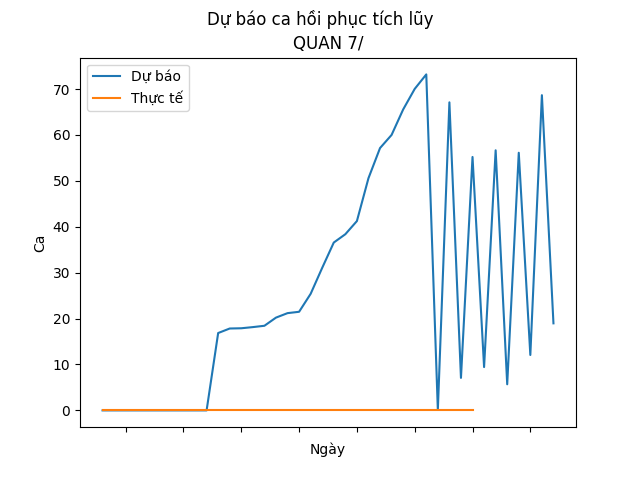 Dự báo ca hồi phục tích lũy
QUAN 7/
Dự báo
Thực tế
70
60
50
40
30
20
10
0
Ca
Ngày